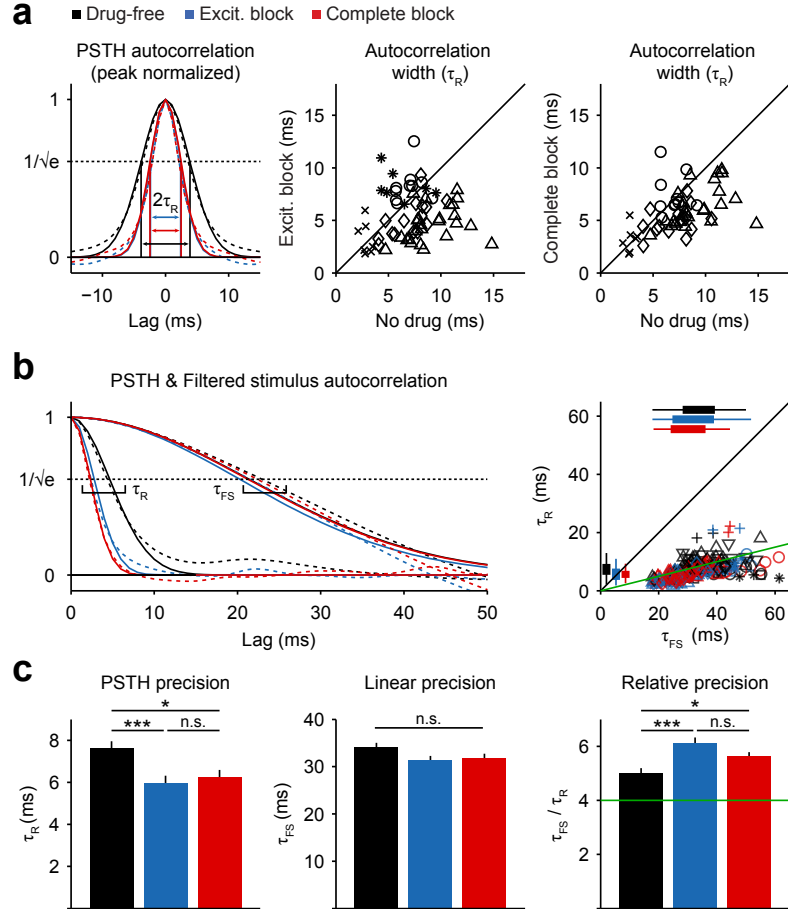 a
Drug-free Excit. block Complete block
PSTH autocorrelation
(peak normalized)
1
1/√e
0
2τR
−10 0 10
Lag (ms)
Autocorrelation
width (τR)
Excit. block (ms)
15
10
5
0
0 5 10 15
No drug (ms)
Autocorrelation
width (τR)
Complete block (ms)
15
10
5
0
0 5 10 15
No drug (ms)
b
PSTH & Filtered stimulus autocorrelation
1
1/√e
0
τR
τFS
0 10 20 30 40 50
Lag (ms)
τR (ms)
60
40
20
0
0 20 40 60
τFS (ms)
c
PSTH precision
*
*** n.s.
τR (ms)
8
6
4
2
Linear precision
n.s.
τFS (ms)
40
30
20
10
Relative precision
*
*** n.s.
τFS / τR
6
4
2